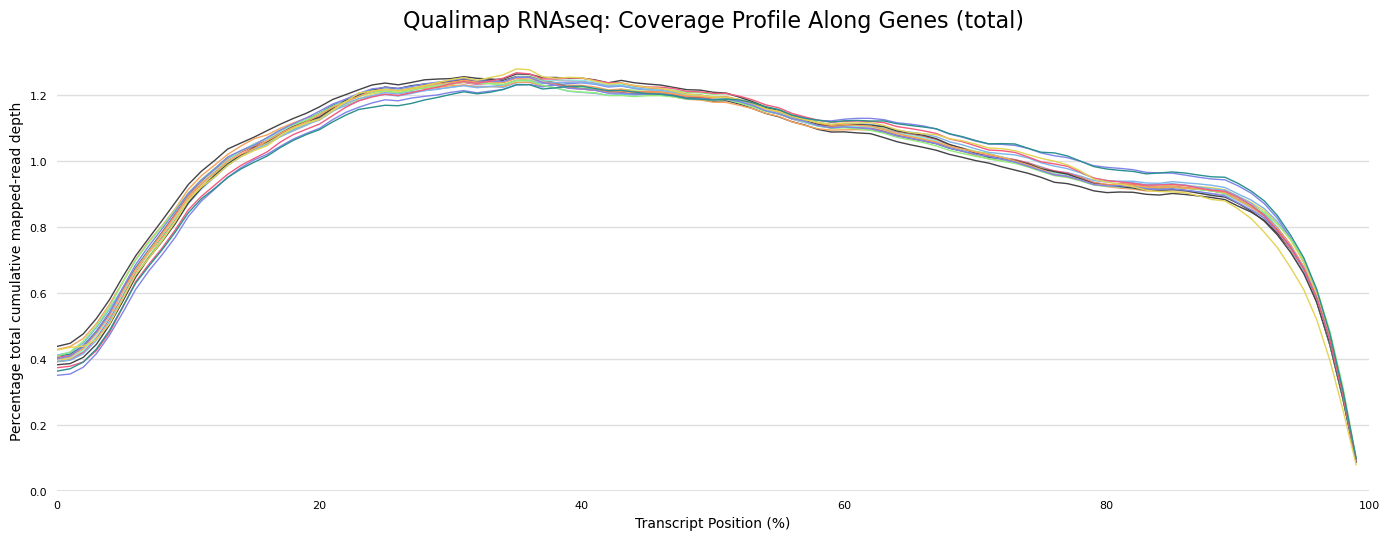 Qualimap RNAseq: Coverage Profile Along Genes (total)
Percentage total cumulative mapped-read depth
1.2
1.0
0.8
0.6
0.4
0.2
0.0
0 20 40 60 80 100
Transcript Position (%)